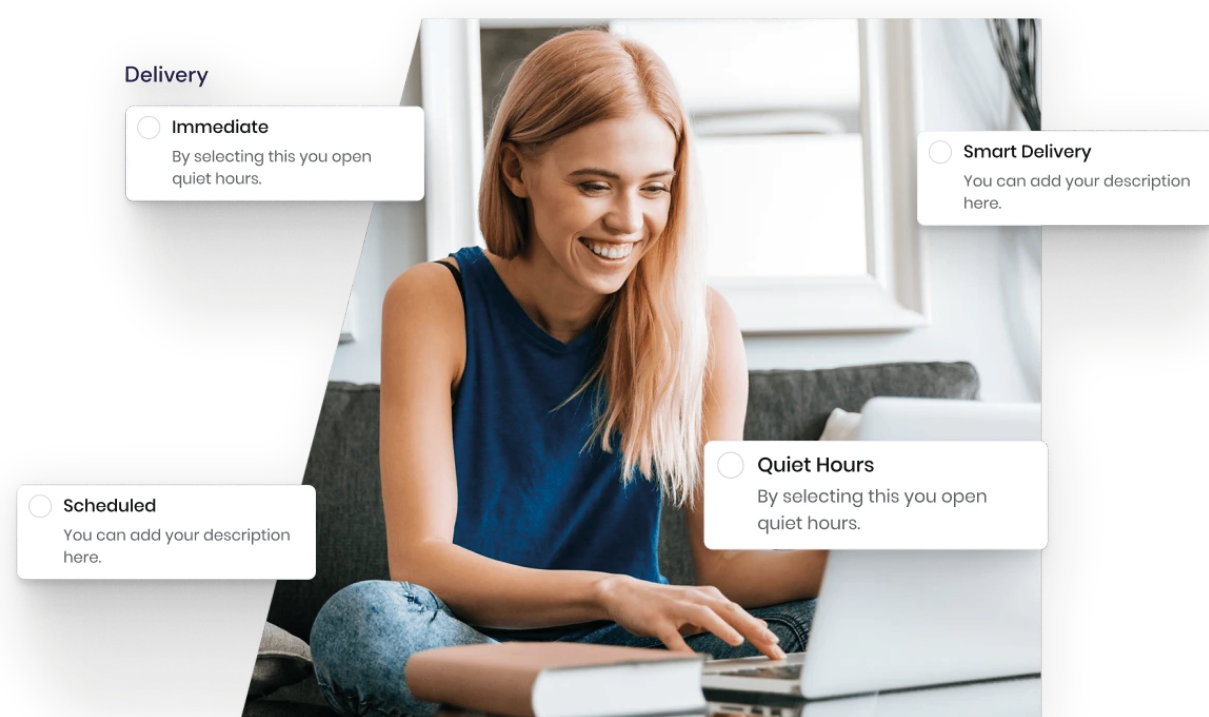 Delivery
Immediate
By selecting this you open
quiet hours.
Smart Delivery
You can add your description
here.
Quiet Hours
By selecting this you open
quiet hours.
Scheduled
You can add your description
here.